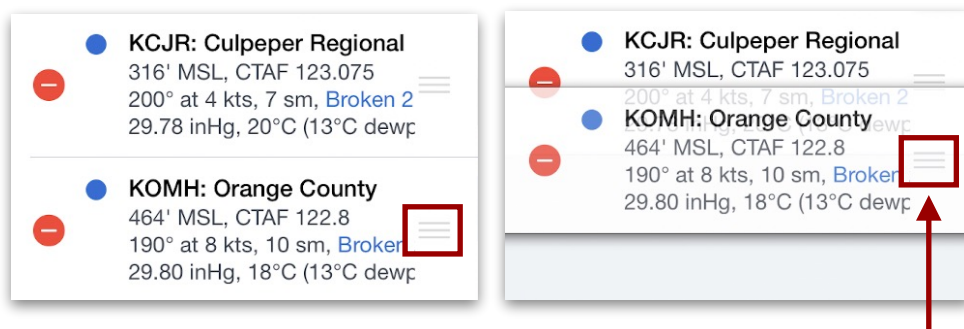 KCJR: Culpeper Regional
316' MSL, CTAF 123.075
200° at 4 kts, 7 sm, Broken 2
29.78 inHg, 20°C (13°C dewp
KOMH: Orange County
464' MSL, CTAF 122.8
190° at 8 kts, 10 sm, Broken
29.80 inHg, 18°C (13°C dewp
KCJR: Culpeper Regional
316' MSL, CTAF 123.075
200° at 4 kts, 7 sm, Broken 2
KOMH: Orange County
464' MSL, CTAF 122.8
190° at 8 kts, 10 sm, Broken
29.80 inHg, 18°C (13°C dewp